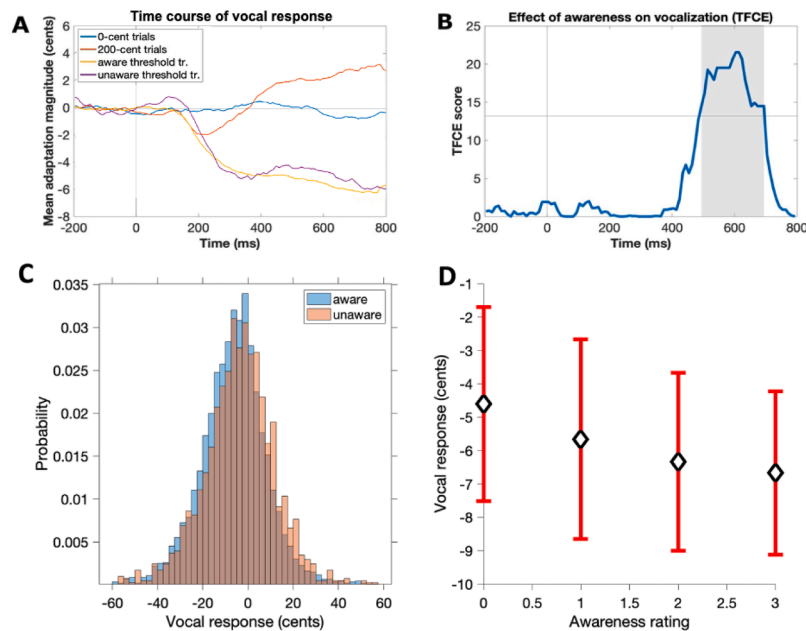 A
Time course of vocal response
0-cent trials
200-cent trials
aware threshold tr.
unaware threshold tr.
Mean adaptation magnitude (cents)
4
2
0
-2
-4
-6
8
-200 0 200 400 600 800
Time (ms)
B
Effect of awareness on vocalization (TFCE)
TFCE score
25
20
15
10
5
0
-200 0 200 400 600 800
Time (ms)
C
aware
unaware
Probability
0.035
0.03
0.025
0.02
0.015
0.01
0.005
-60 -40 -20 0 20 40 60
Vocal response (cents)
D
Vocal response (cents)
-1
-2
-3
-4
-5
-6
-7
-8
-9
-10
0 0.5 1.0 1.5 2 2.5 3
Awareness rating